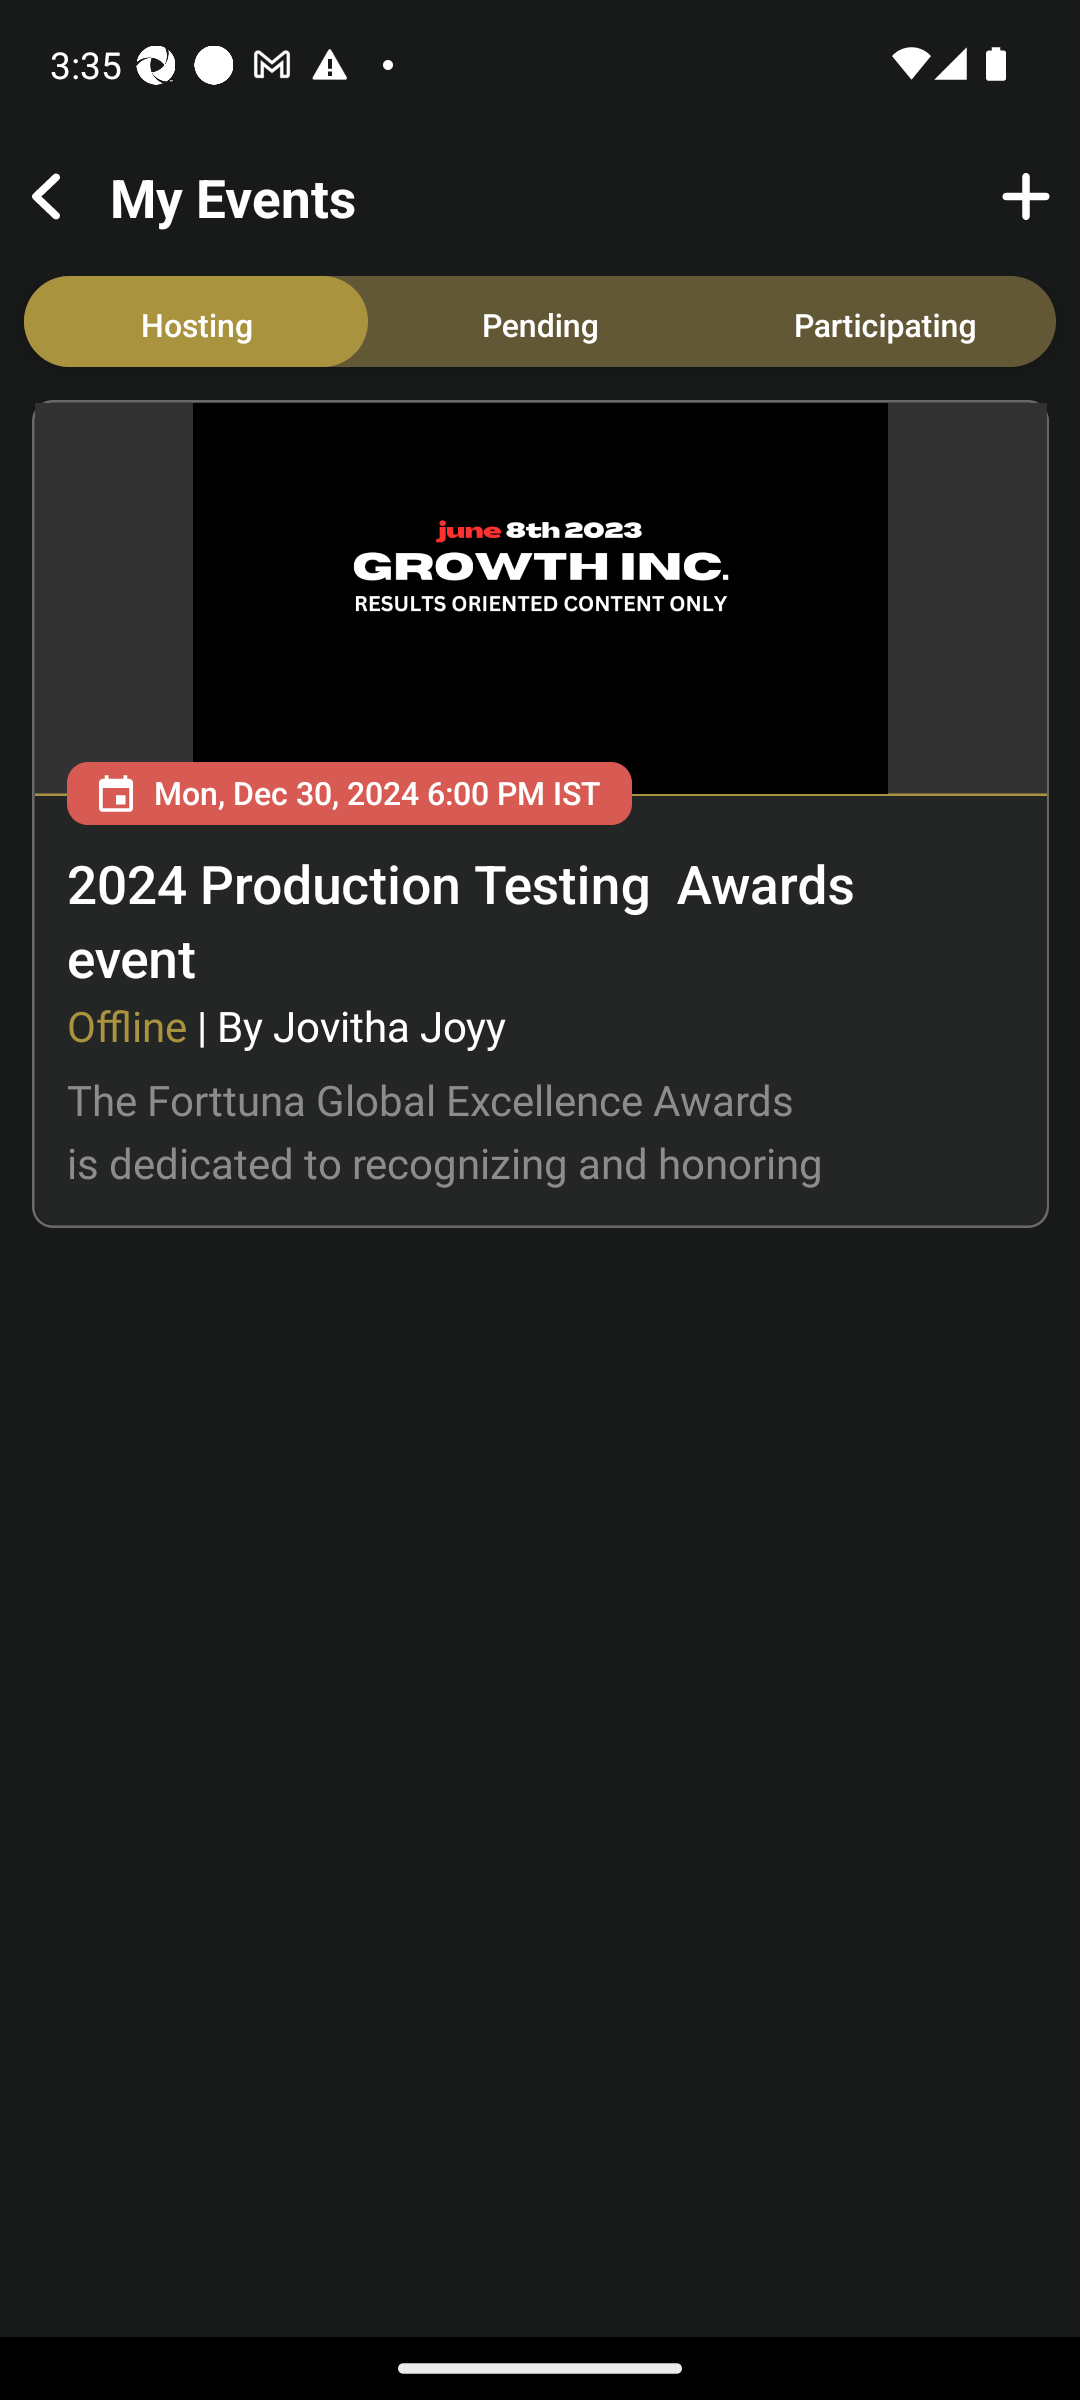 3:35
My Events
Hosting
Pending
Participating
june 8th 2023
GROWTH INC.
RESULTS ORIENTED CONTENT ONLY
Mon, Dec 30, 2024 6:00 PM IST
2024 Production Testing  Awards
event
Offline | By Jovitha Joyy
The Forttuna Global Excellence Awards
is dedicated to recognizing and honoring